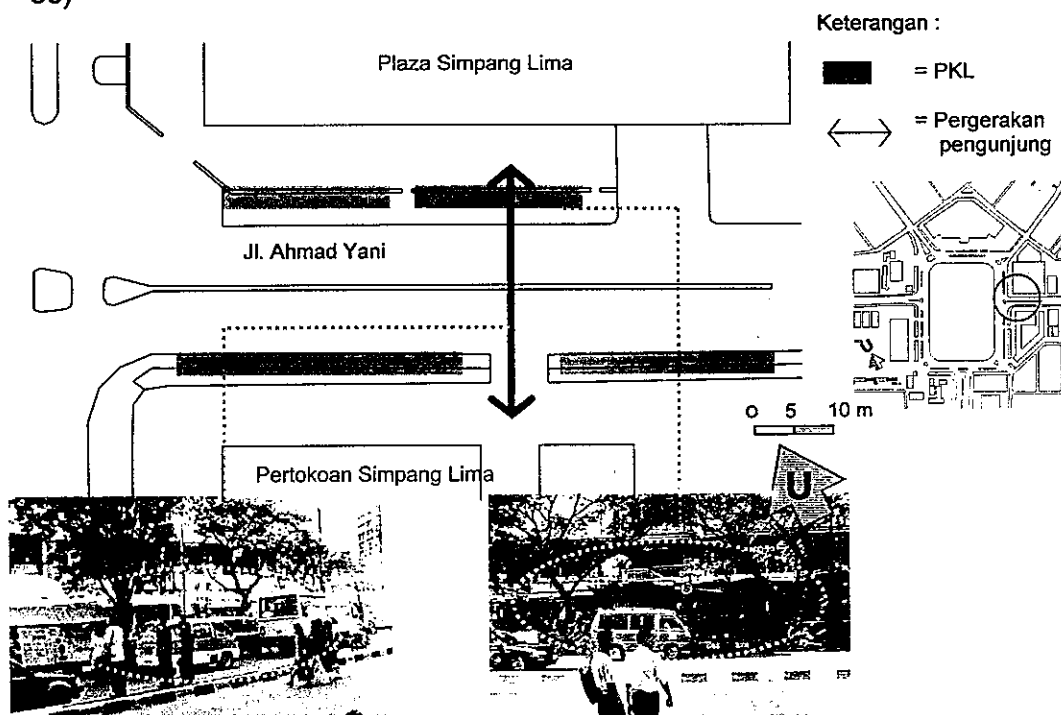 Keterangan :
= PKL
= Pergerakan
pengunjung
Plaza Simpang Lima
Jl. Ahmad Yani
0 5 10 m
Pertokoan Simpang Lima
U